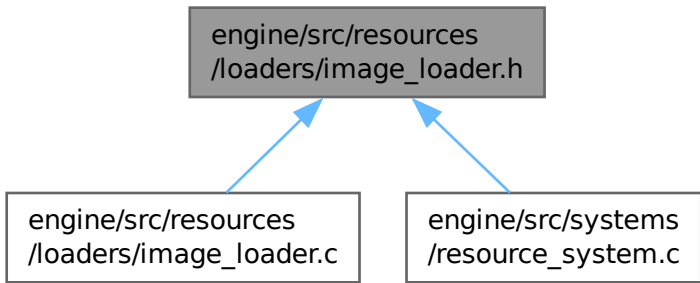 engine/src/resources
/loaders/image_loader.h
engine/src/resources
/loaders/image_loader.c
engine/src/systems
/resource_system.c